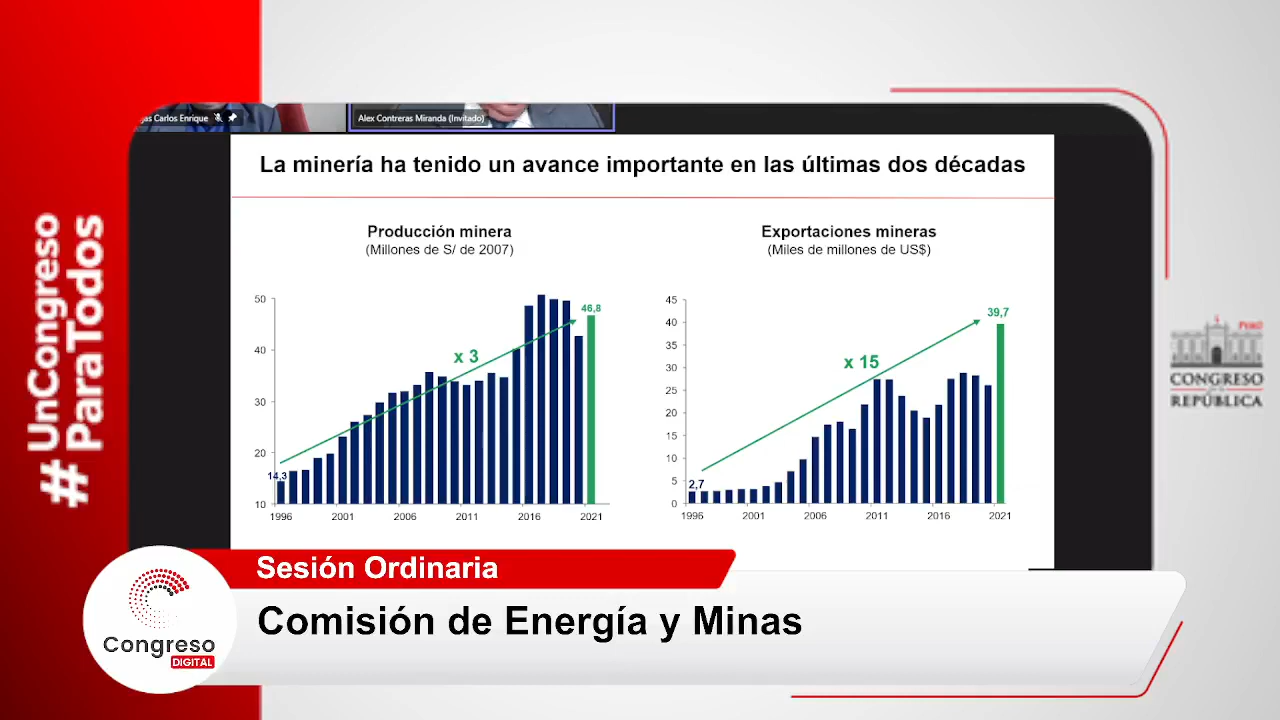 #UnCongreso
ParaTodos
Carlos Enrique
Alex Contreras Miranda (Invitado)
La minería ha tenido un avance importante en las últimas dos décadas
Producción minera
(Millones de S/ de 2007)
50
40
30
20
10
14,3
x 3
46,8
1996
2001
2006
2011
2016
2021
Exportaciones mineras
(Miles de millones de US$)
45
40
35
30
25
20
15
10
5
0
2,7
x 15
39,7
1996
2001
2006
2011
2016
2021
PERÚ
CONGRESO
REPÚBLICA
Sesión Ordinaria
Comisión de Energía y Minas
Congreso
DIGITAL